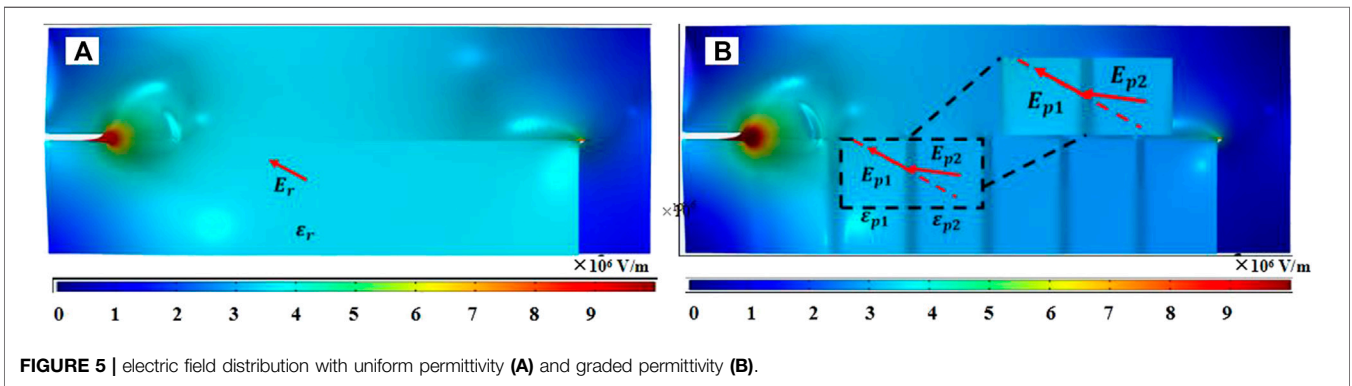 A
E_r
ε_r
×10⁶ V/m
0 1 2 3 4 5 6 7 8 9
B
E_p1 E_p2
E_p1 E_p2
ε_p1 ε_p2
×10⁶ V/m
0 1 2 3 4 5 6 7 8 9
FIGURE 5 | electric field distribution with uniform permittivity (A) and graded permittivity (B).